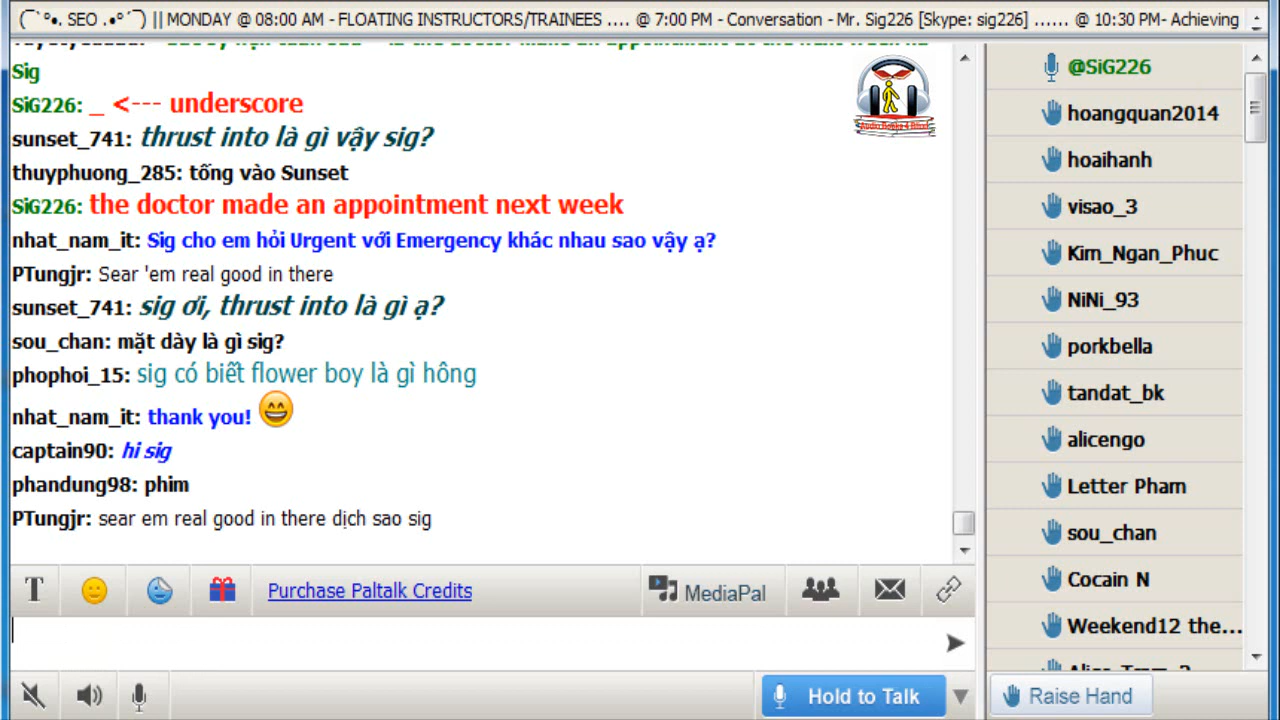 (¯`°•. SEO .•°´¯) || MONDAY @ 08:00 AM - FLOATING INSTRUCTORS/TRAINEES .... @ 7:00 PM - Conversation - Mr. Sig226 [Skype: sig226] ...... @ 10:30 PM- Achieving
Sig
SiG226: _ <--- underscore
sunset_741: thrust into là gì vậy sig?
thuyphuong_285: tống vào Sunset
SiG226: the doctor made an appointment next week
nhat_nam_it: Sig cho em hỏi Urgent với Emergency khác nhau sao vậy ạ?
PTungjr: Sear 'em real good in there
sunset_741: sig ơi, thrust into là gì ạ?
sou_chan: mặt dày là gì sig?
phophoi_15: sig có biết flower boy là gì hông
nhat_nam_it: thank you!
captain90: hi sig
phandung98: phim
PTungjr: sear em real good in there dịch sao sig
T
Purchase Paltalk Credits
MediaPal
Hold to Talk
@SiG226
hoangquan2014
hoaihanh
visao_3
Kim_Ngan_Phuc
NiNi_93
porkbella
tandat_bk
alicengo
Letter Pham
sou_chan
Cocain N
Weekend12 the...
Raise Hand